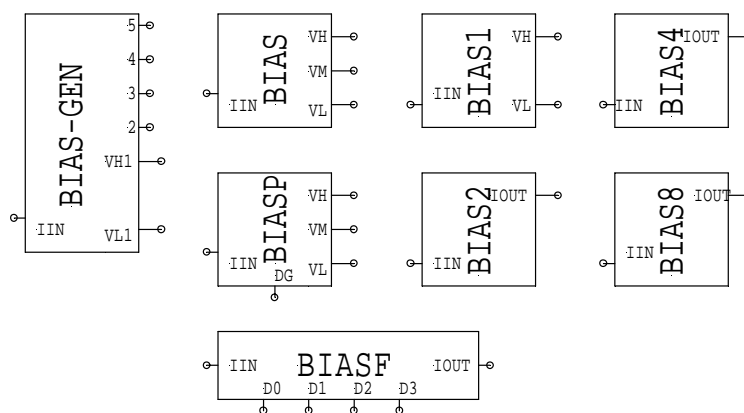 5
4
3
2
BIAS-GEN
VH1
IIN
VL1
VH
BIAS
VM
IIN
VL
VH
BIAS1
IIN
VL
IOUT
BIAS4
IIN
VH
BIASP
VM
IIN
VL
DG
IOUT
BIAS2
IIN
IOUT
BIAS8
IIN
IIN
BIASF
IOUT
D0 D1 D2 D3